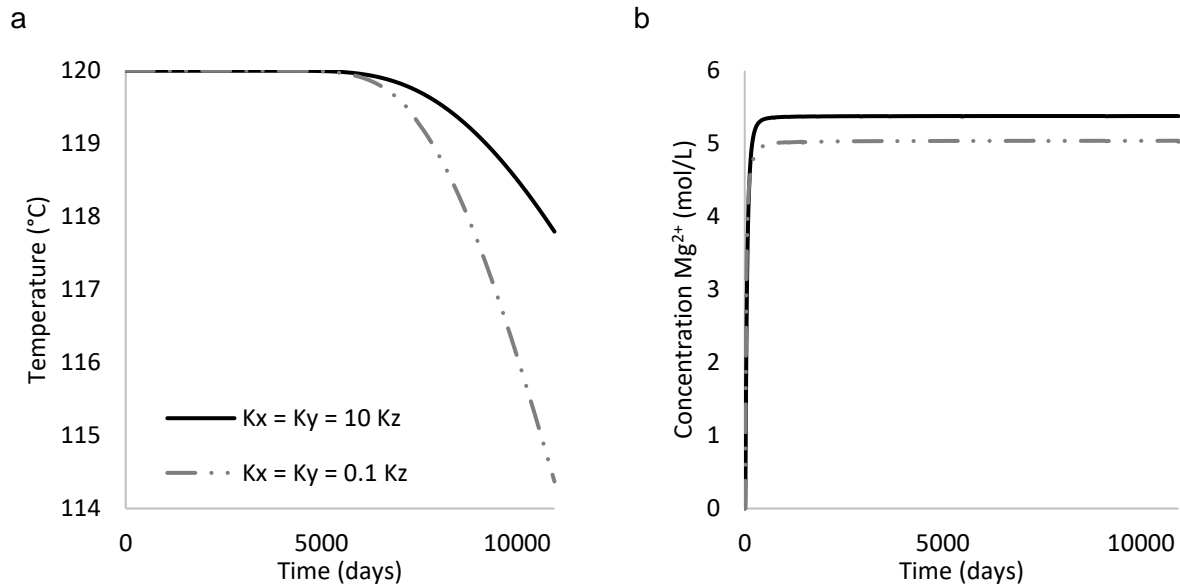 a
120
119
118
117
116
115
114
Temperature (°C)
Kx = Ky = 10 Kz
Kx = Ky = 0.1 Kz
0
5000
10000
Time (days)
b
6
5
4
3
2
1
0
Concentration Mg²⁺ (mol/L)
0
5000
10000
Time (days)